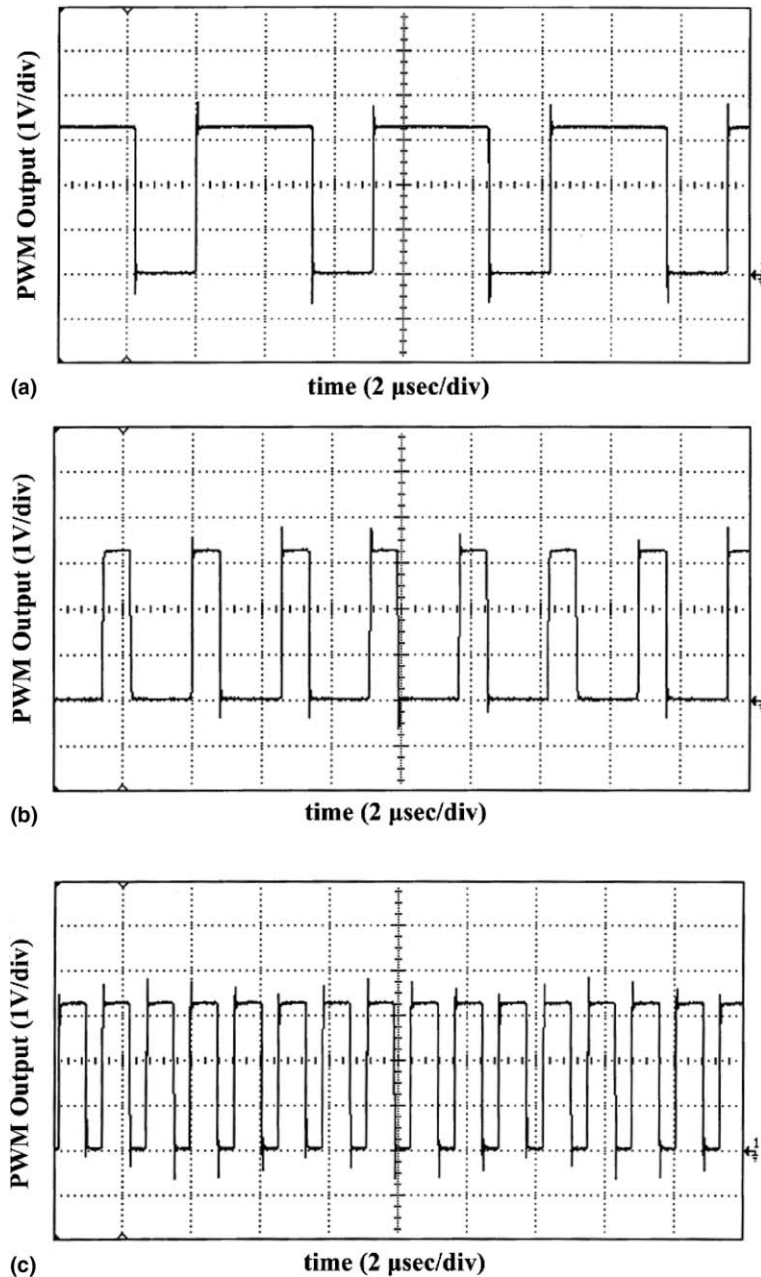 PWM Output (1V/div)
(a)
time (2 μsec/div)
PWM Output (1V/div)
(b)
time (2 μsec/div)
PWM Output (1V/div)
1
(c)
time (2 μsec/div)